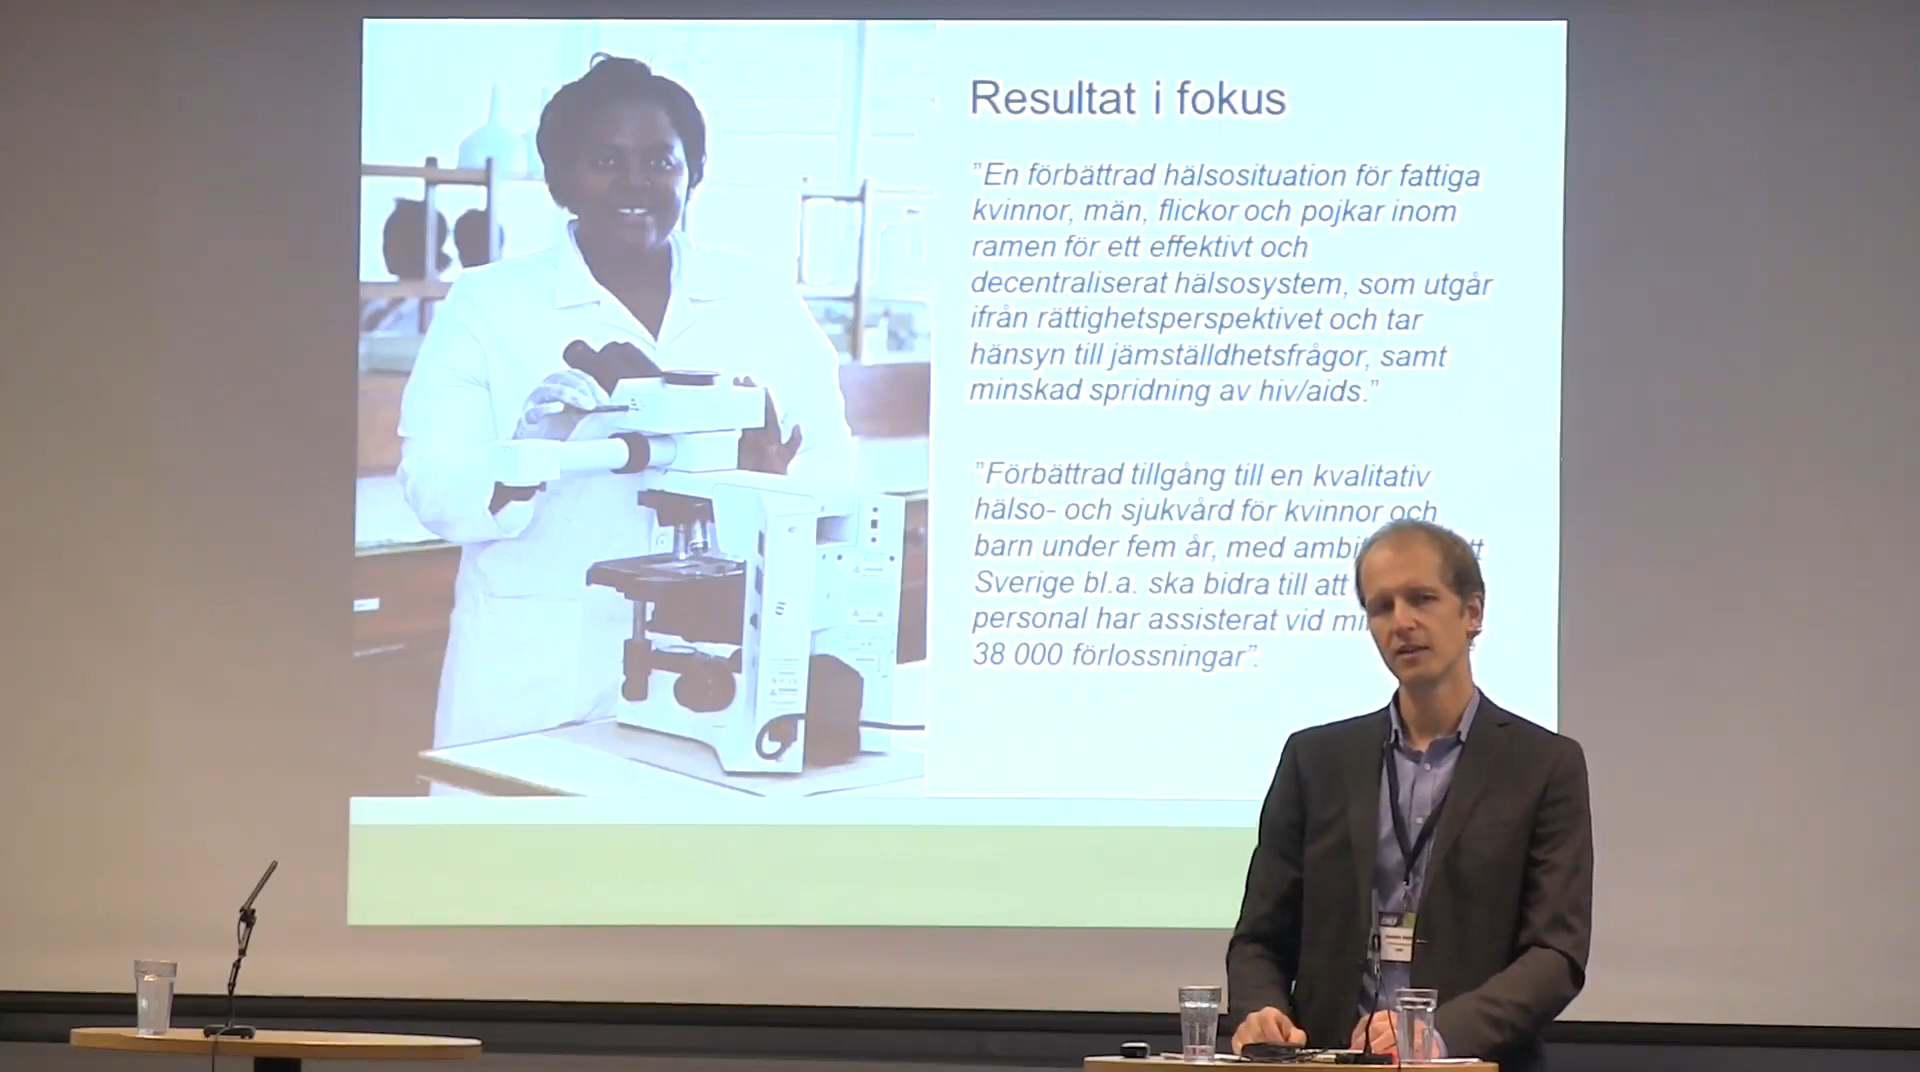 Resultat i fokus
"En förbättrad hälsosituation för fattiga
kvinnor, män, flickor och pojkar inom
ramen för ett effektivt och
decentraliserat hälsosystem, som utgår
ifrån rättighetsperspektivet och tar
hänsyn till jämställdhetsfrågor, samt
minskad spridning av hiv/aids."
"Förbättrad tillgång till en kvalitativ
hälso- och sjukvård för kvinnor och
barn under fem år, med
Sverige bl.a. ska bidra till att
personal har assisterat vid
38 000 förlossningar".